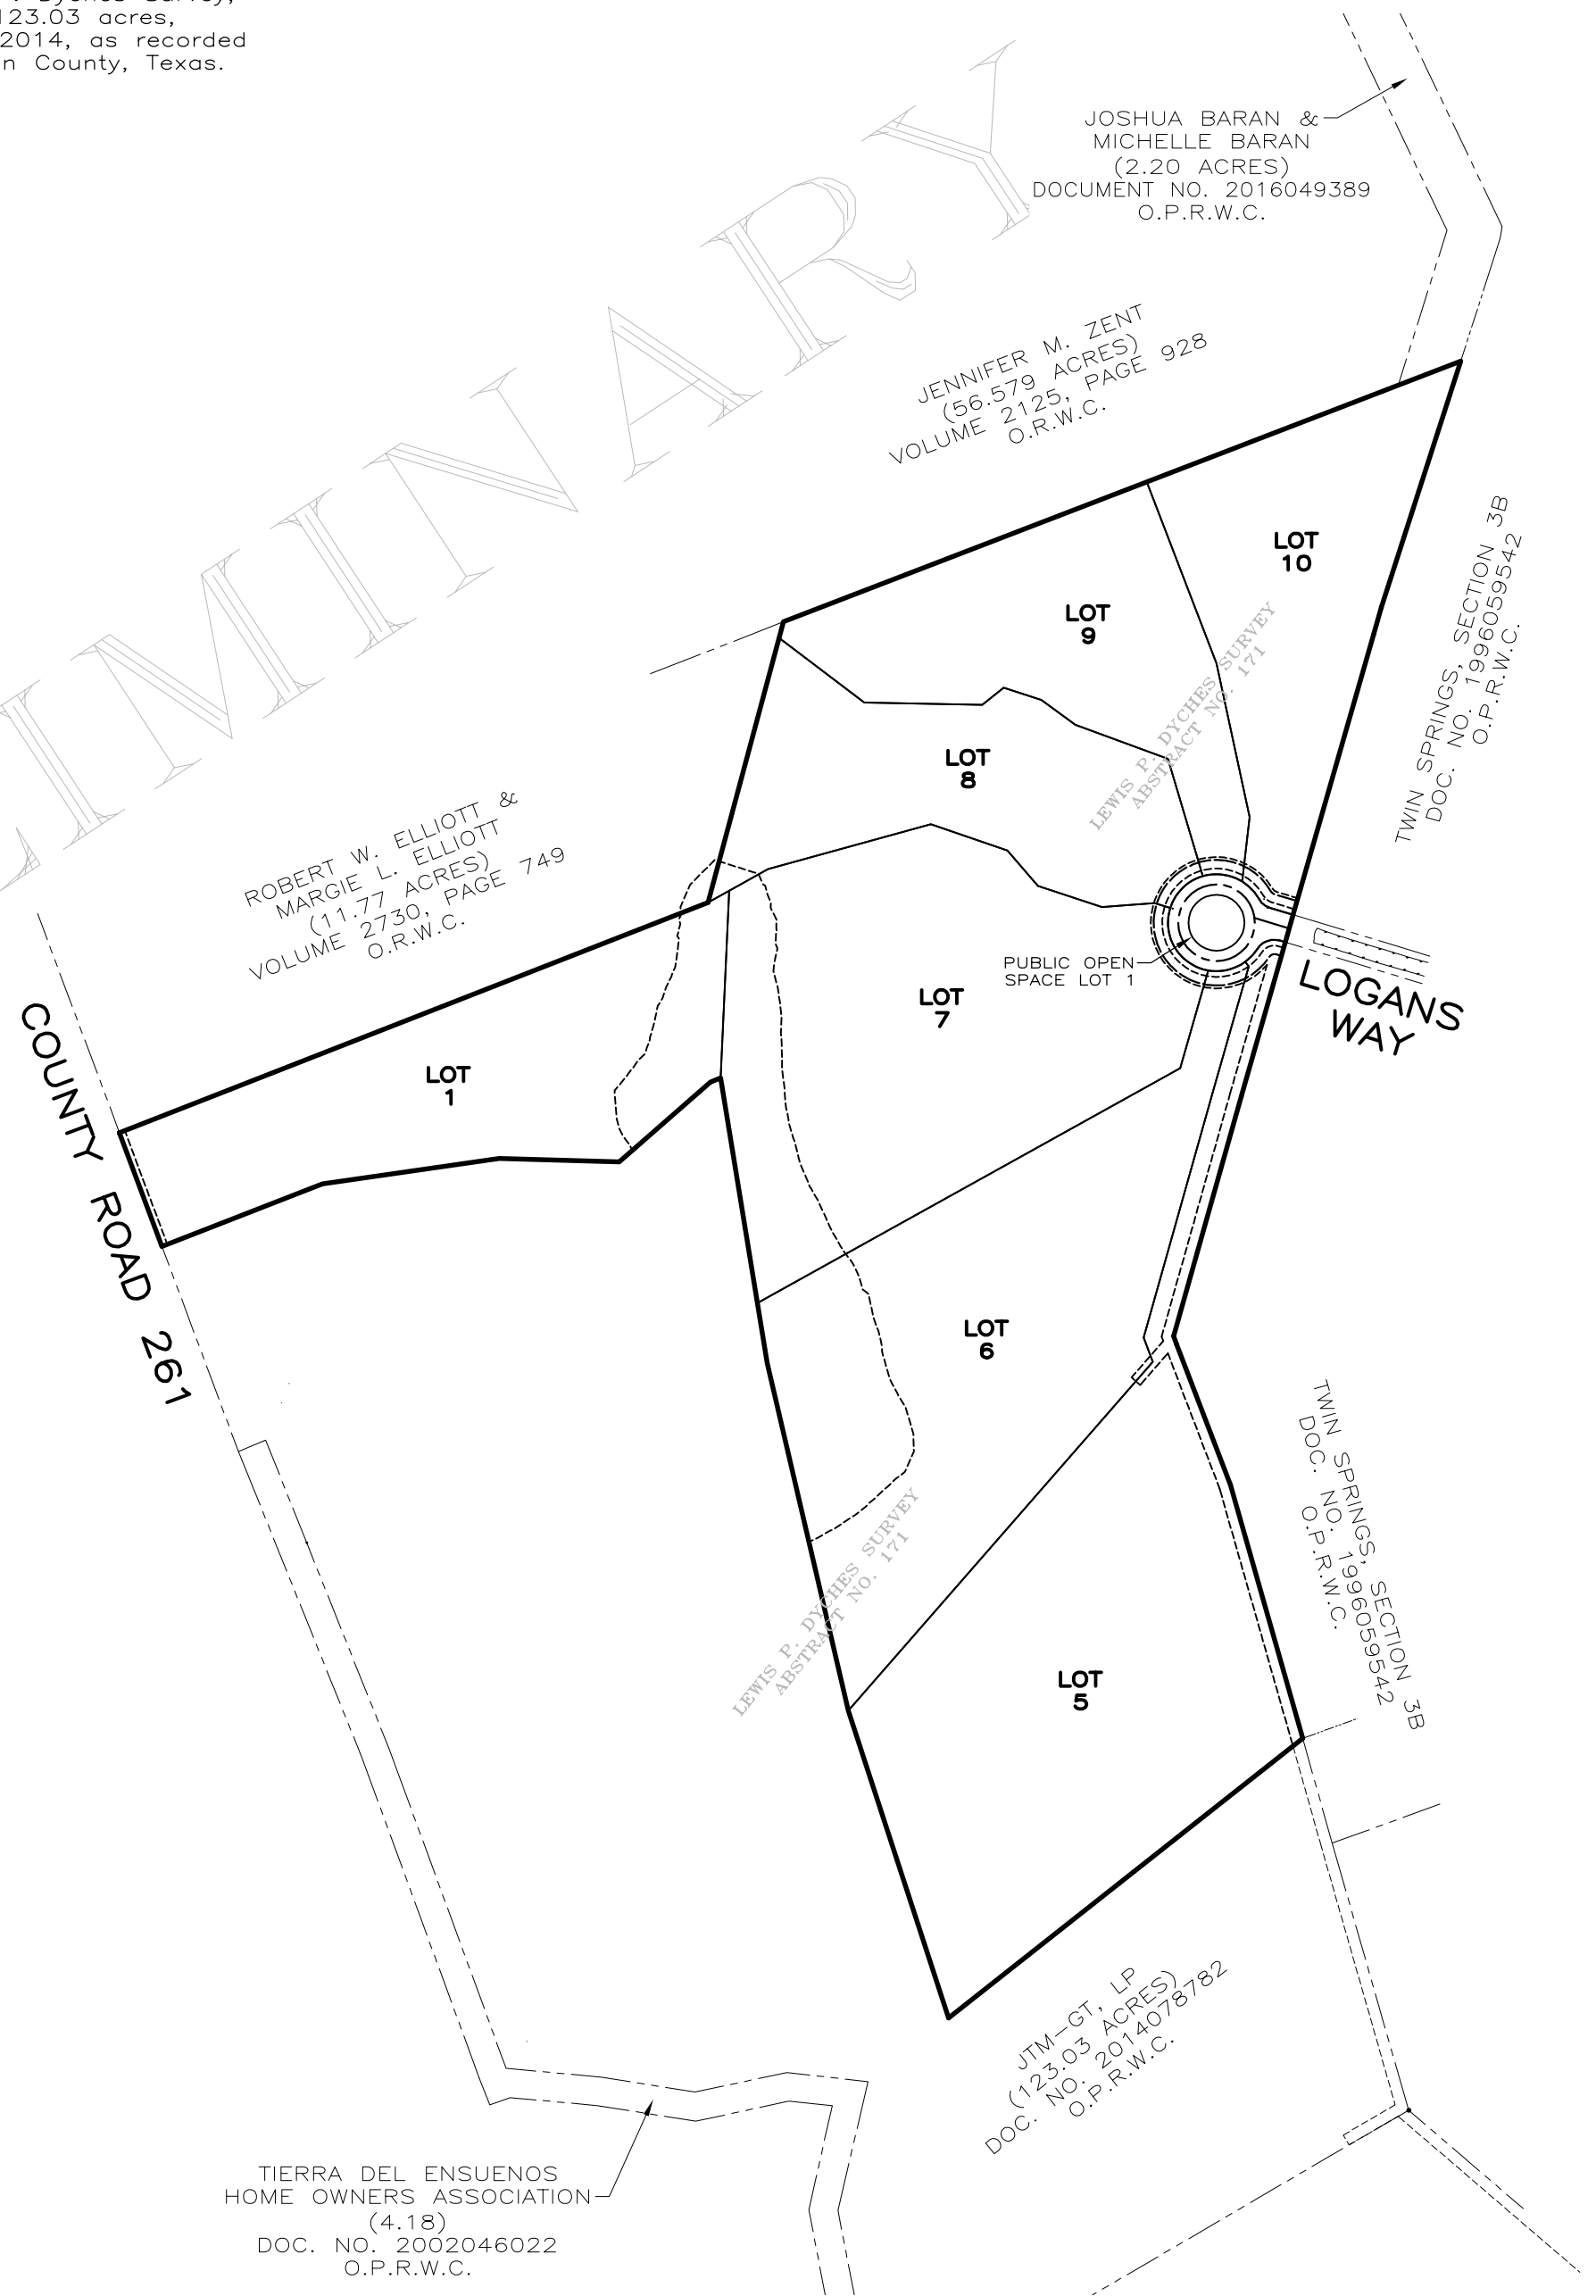 123.03 acres,
2014, as recorded
n County, Texas.
JOSHUA BARAN &
MICHELLE BARAN
(2.20 ACRES)
DOCUMENT NO. 2016049389
O.P.R.W.C.
IMINARY
JENNIFER M. ZENT
(56.579 ACRES)
VOLUME 2125, PAGE 928
O.R.W.C.
LOT
10
TWIN SPRINGS, SECTION 3B
DOC. NO. 1996059542
O.P.R.W.C.
LOT
9
LEWIS P. DYCHES SURVEY
ABSTRACT NO. 171
LOT
8
ROBERT W. ELLIOTT &
MARGIE L. ELLIOTT
(11.77 ACRES)
VOLUME 2730, PAGE 749
O.R.W.C.
PUBLIC OPEN
SPACE LOT 1
LOGANS
WAY
LOT
7
LOT
1
COUNTY ROAD 261
LOT
6
TWIN SPRINGS, SECTION 3B
DOC. NO. 1996059542
O.P.R.W.C.
LEWIS P. DYCHES SURVEY
ABSTRACT NO. 171
LOT
5
JTM-GT, LP
(123.03 ACRES)
DOC. NO. 2014078782
O.P.R.W.C.
TIERRA DEL ENSUENOS
HOME OWNERS ASSOCIATION
(4.18)
DOC. NO. 2002046022
O.P.R.W.C.